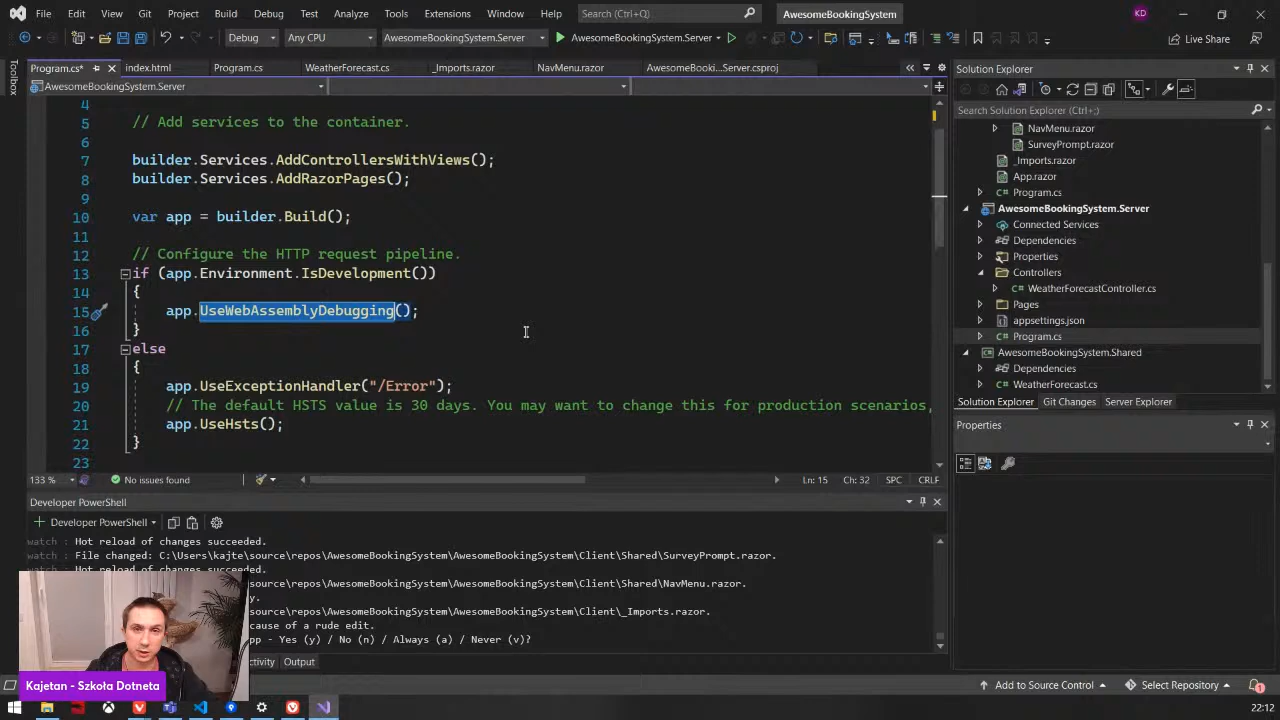 File Edit View Git Project Build Debug Test Analyze Tools Extensions Window Help Search (Ctrl+Q) AwesomeBookingSystem KD
Debug Any CPU AwesomeBookingSystem.Server AwesomeBookingSystem.Server Live Share
Toolbox
Program.cs* index.html Program.cs WeatherForecast.cs _Imports.razor NavMenu.razor AwesomeBooki...Server.csproj
AwesomeBookingSystem.Server
4
5 // Add services to the container.
6
7 builder.Services.AddControllersWithViews();
8 builder.Services.AddRazorPages();
9
10 var app = builder.Build();
11
12 // Configure the HTTP request pipeline.
13 if (app.Environment.IsDevelopment())
14 {
15 app.UseWebAssemblyDebugging();
16 }
17 else
18 {
19 app.UseExceptionHandler("/Error");
20 // The default HSTS value is 30 days. You may want to change this for production scenarios,
21 app.UseHsts();
22 }
23
133 % No issues found Ln: 15 Ch: 32 SPC CRLF
Developer PowerShell
Developer PowerShell
watch : Hot reload of changes succeeded.
watch : File changed: C:\Users\kajte\source\repos\AwesomeBookingSystem\AwesomeBookingSystem\Client\Shared\SurveyPrompt.razor.
watch : Hot reload of changes succeeded.
source\repos\AwesomeBookingSystem\AwesomeBookingSystem\Client\Shared\NavMenu.razor.
y.
source\repos\AwesomeBookingSystem\AwesomeBookingSystem\Client\_Imports.razor.
ecause of a rude edit.
pp - Yes (y) / No (n) / Always (a) / Never (v)?
ctivity Output
Solution Explorer
Search Solution Explorer (Ctrl+;)
NavMenu.razor
SurveyPrompt.razor
_Imports.razor
App.razor
Program.cs
AwesomeBookingSystem.Server
Connected Services
Dependencies
Properties
Controllers
WeatherForecastController.cs
Pages
appsettings.json
Program.cs
AwesomeBookingSystem.Shared
Dependencies
WeatherForecast.cs
Solution Explorer Git Changes Server Explorer
Properties
Kajetan - Szkoła Dotneta
Add to Source Control Select Repository 1
22:12